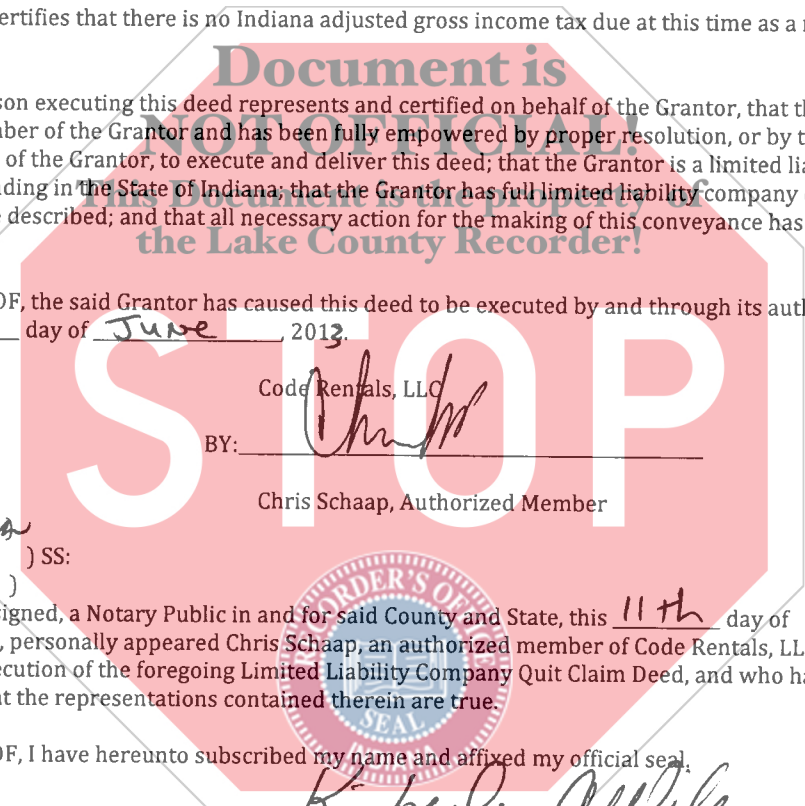 ertifies that there is no Indiana adjusted gross income tax due at this time as a
Document is
son executing this deed represents and certified on behalf of the Grantor, that th
NOT OFFICIAL!
ber of the Grantor and has been fully empowered by proper resolution, or by t
of the Grantor, to execute and deliver this deed; that the Grantor is a limited lia
This Document is the property of
ding in the State of Indiana; that the Grantor has full limited liability company
the Lake County Recorder!
described; and that all necessary action for the making of this conveyance has
OF, the said Grantor has caused this deed to be executed by and through its auth
day of June, 2013.
STOP
Code Rentals, LLC
BY:
Chris Schaap, Authorized Member
) SS:
)
RECORDER'S OFFICE
signed, a Notary Public in and for said County and State, this 11th day of
, personally appeared Chris Schaap, an authorized member of Code Rentals, LL
ecution of the foregoing Limited Liability Company Quit Claim Deed, and who ha
at the representations contained therein are true.
SEAL
INDIANA
OF, I have hereunto subscribed my name and affixed my official seal.